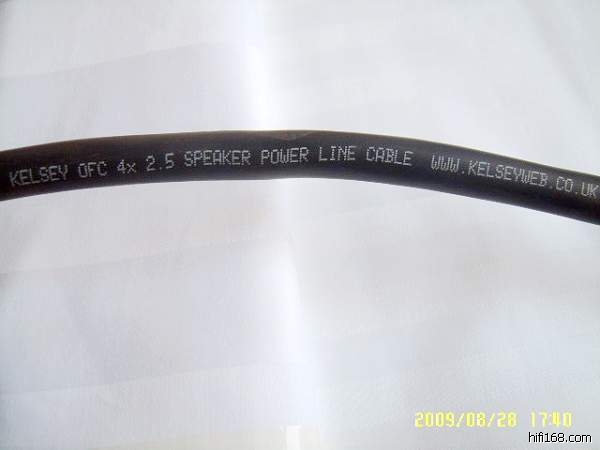 KELSEY OFC 4x 2.5 SPEAKER POWER LINE CABLE WWW.KELSEYWEB.CO.UK
2009/08/28 17:40
hifi168.com